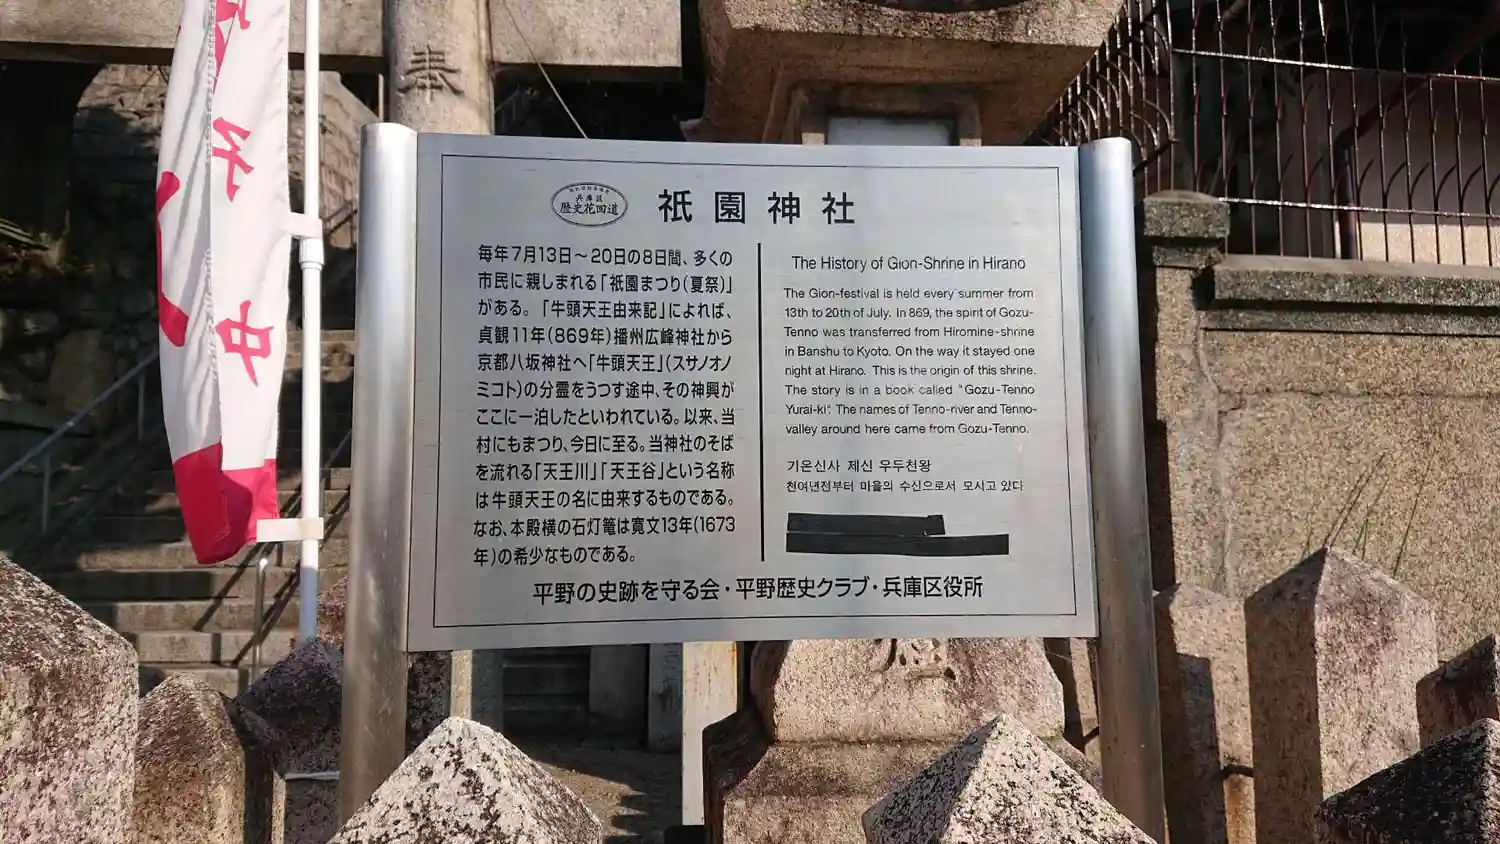 奉
子
中
兵庫区
歴史花回道
祇園神社
毎年7月13日～20日の8日間、多くの
市民に親しまれる「祇園まつり(夏祭)」
がある。「牛頭天王由来記」によれば、
貞観11年(869年)播州広峰神社から
京都八坂神社へ「牛頭天王」(スサノオノ
ミコト)の分霊をうつす途中、その神輿が
ここに一泊したといわれている。以来、当
村にもまつり、今日に至る。当神社のそば
を流れる「天王川」「天王谷」という名称
は牛頭天王の名に由来するものである。
なお、本殿横の石灯篭は寛文13年(1673
年)の希少なものである。
The History of Gion-Shrine in Hirano
The Gion-festival is held every summer from
13th to 20th of July. In 869, the spirit of Gozu-
Tenno was transferred from Hiromine-shrine
in Banshu to Kyoto. On the way it stayed one
night at Hirano. This is the origin of this shrine.
The story is in a book called "Gozu-Tenno
Yurai-ki". The names of Tenno-river and Tenno-
valley around here came from Gozu-Tenno.
기온신사 제신 우두천왕
천여년전부터 마을의 수신으로서 모시고 있다
平野の史跡を守る会・平野歴史クラブ・兵庫区役所